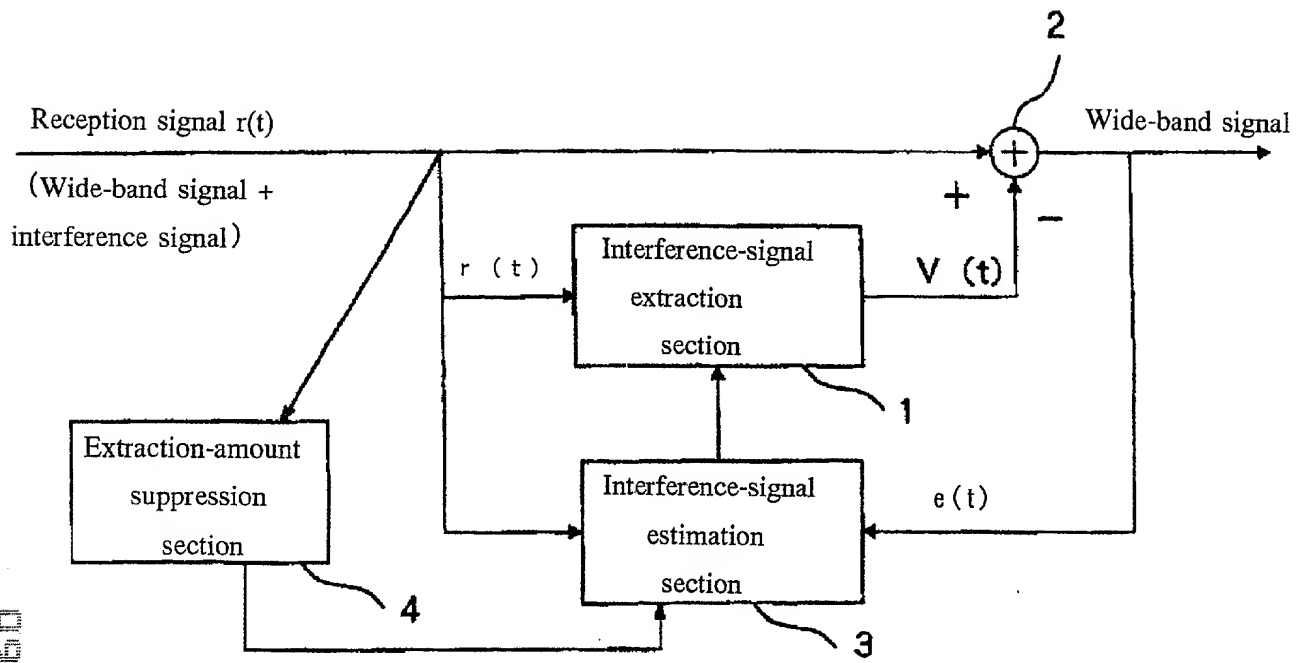 2
Reception signal r(t)
Wide-band signal
(Wide-band signal +
interference signal)
+
+
−
r (t)
Interference-signal
extraction
section
V (t)
1
Extraction-amount
suppression
section
4
Interference-signal
estimation
section
e(t)
3